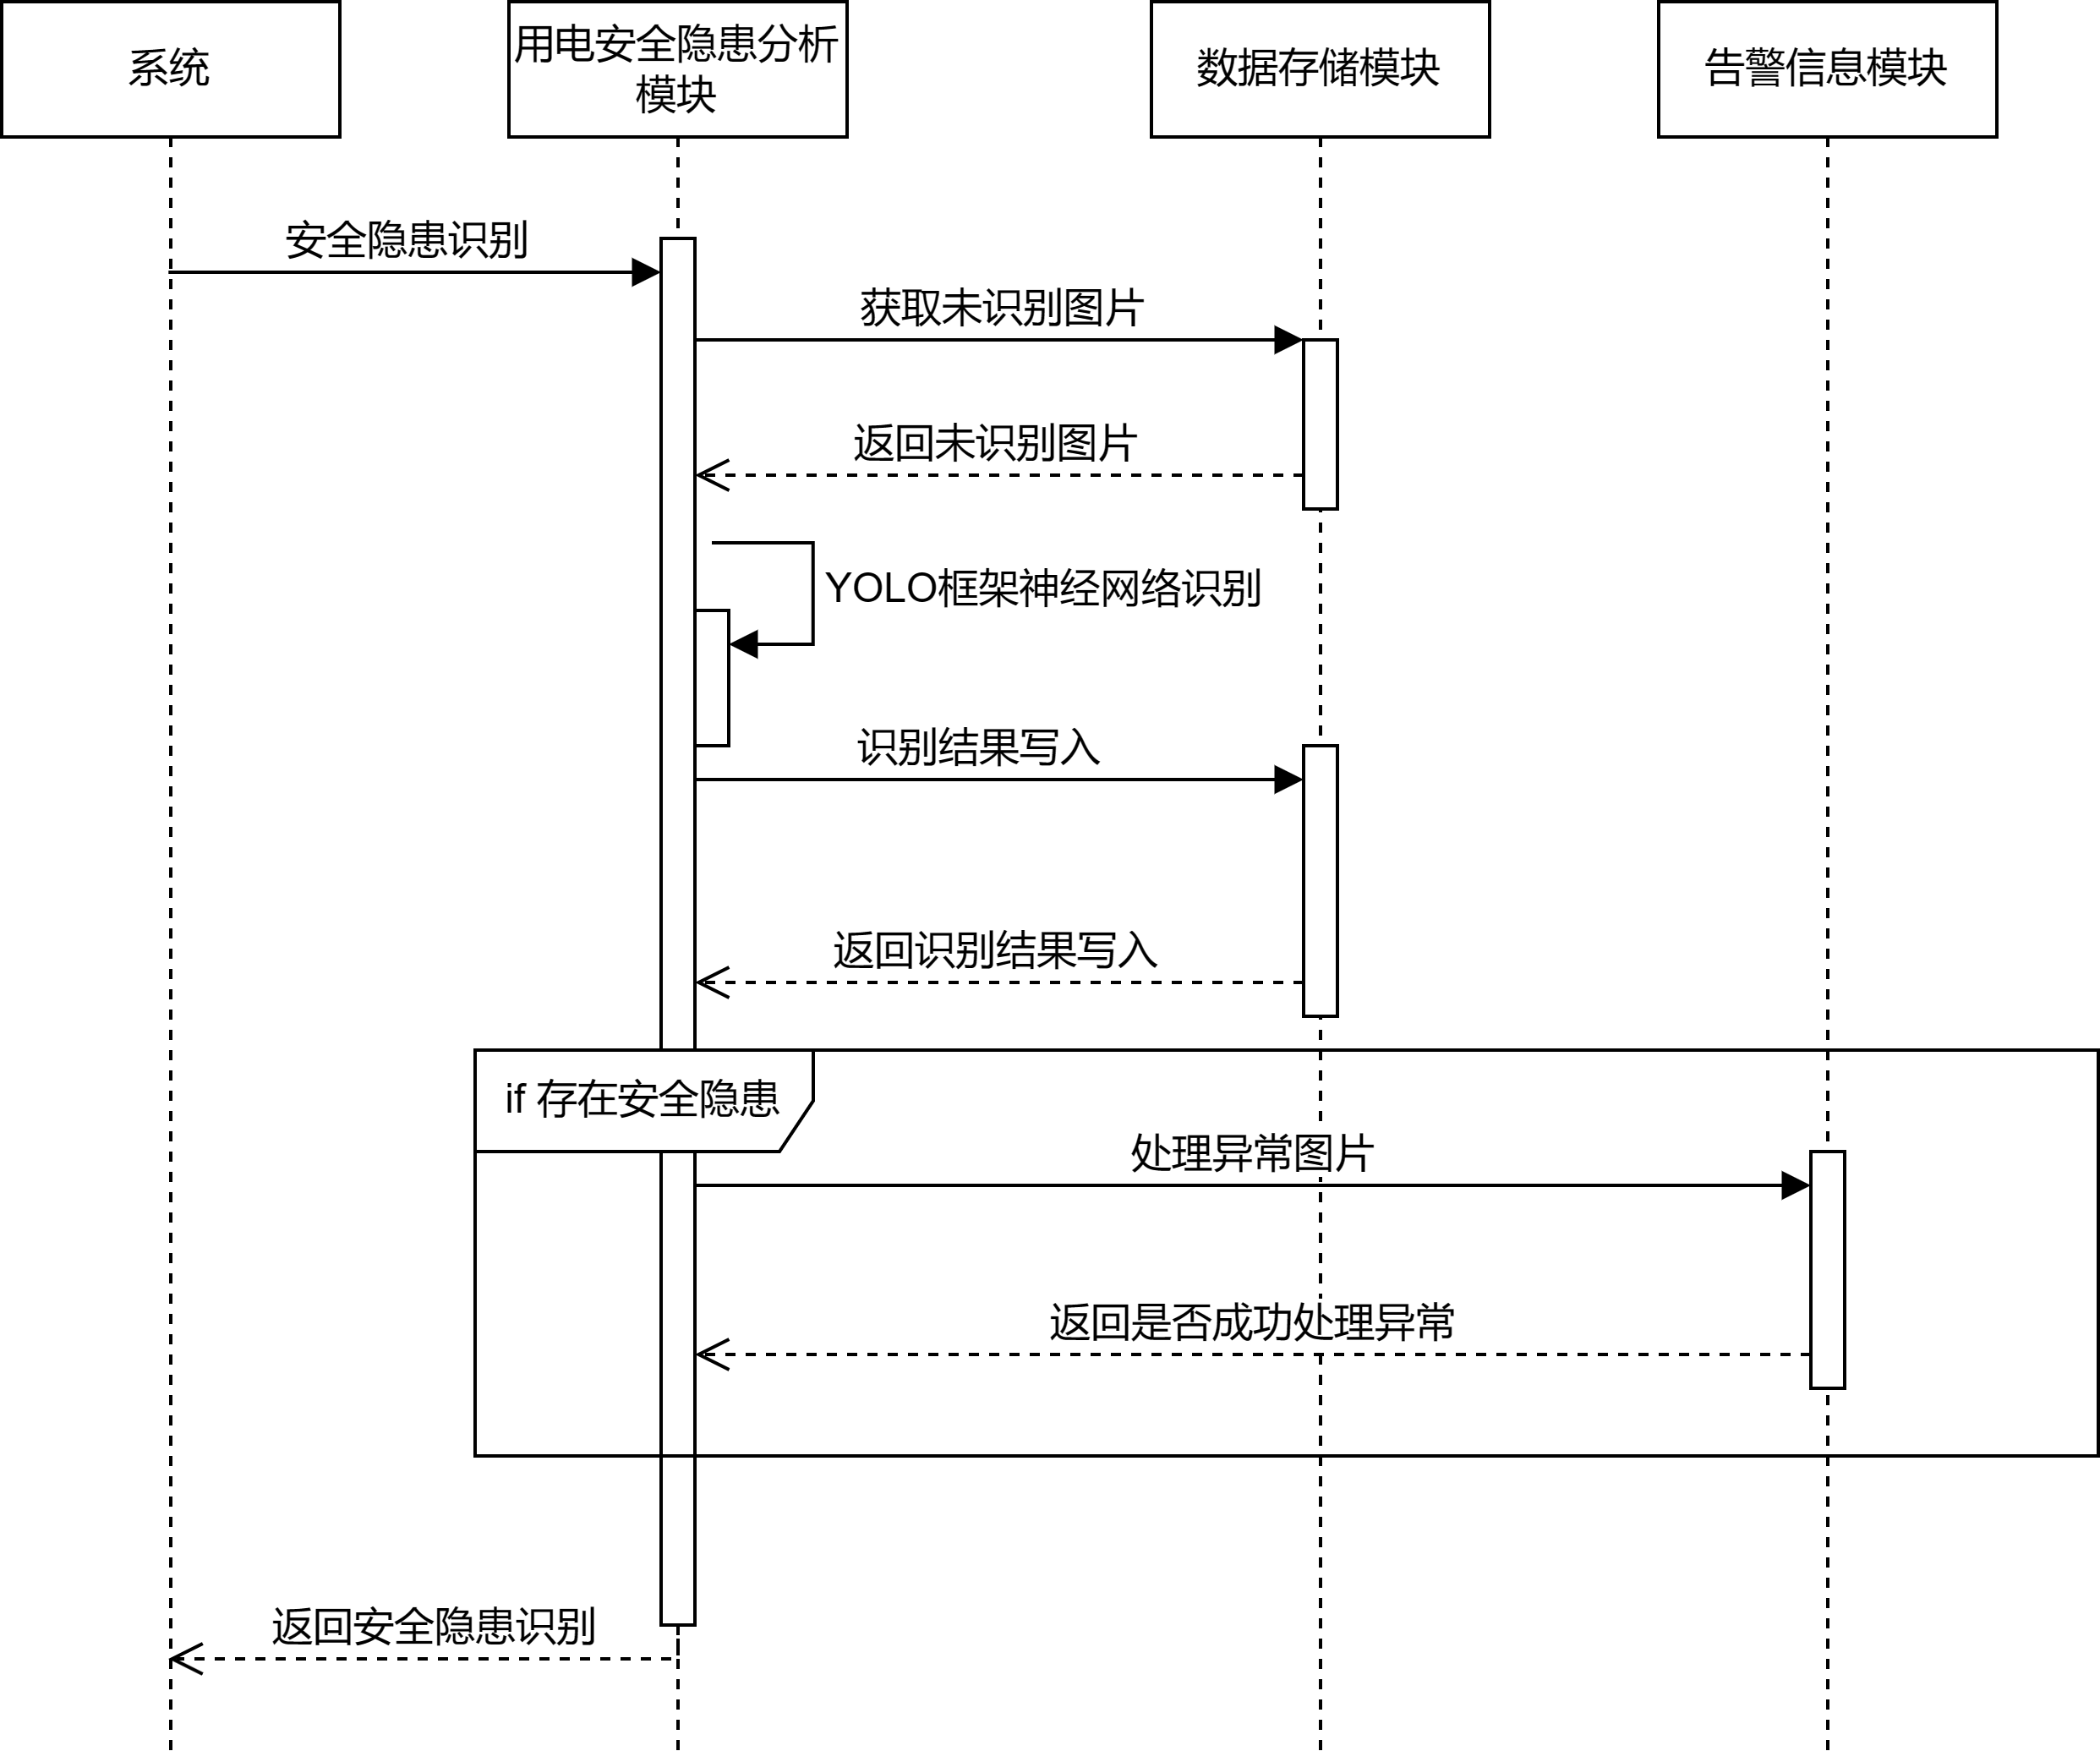 系统
用电安全隐患分析
模块
数据存储模块
告警信息模块
安全隐患识别
获取未识别图片
返回未识别图片
YOLO框架神经网络识别
识别结果写入
返回识别结果写入
if 存在安全隐患
处理异常图片
返回是否成功处理异常
返回安全隐患识别